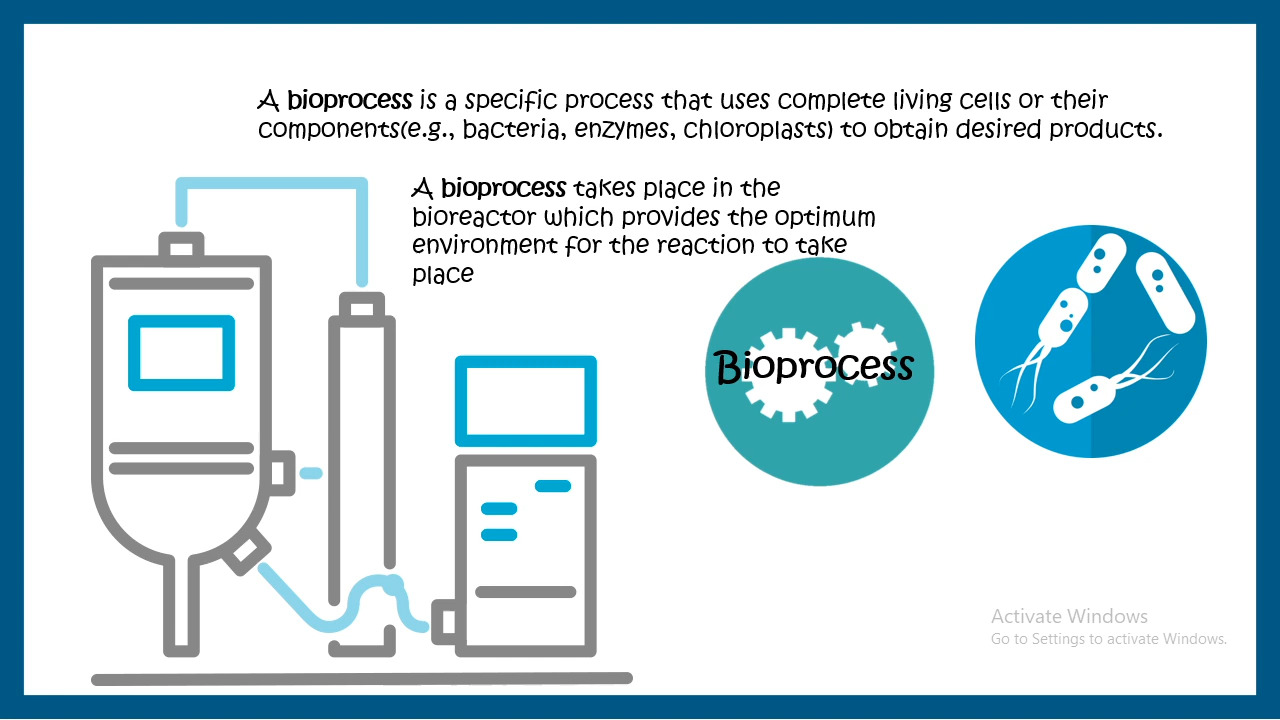 A bioprocess is a specific process that uses complete living cells or their
components(e.g., bacteria, enzymes, chloroplasts) to obtain desired products.
A bioprocess takes place in the
bioreactor which provides the optimum
environment for the reaction to take
place
Bioprocess
Activate Windows
Go to Settings to activate Windows.